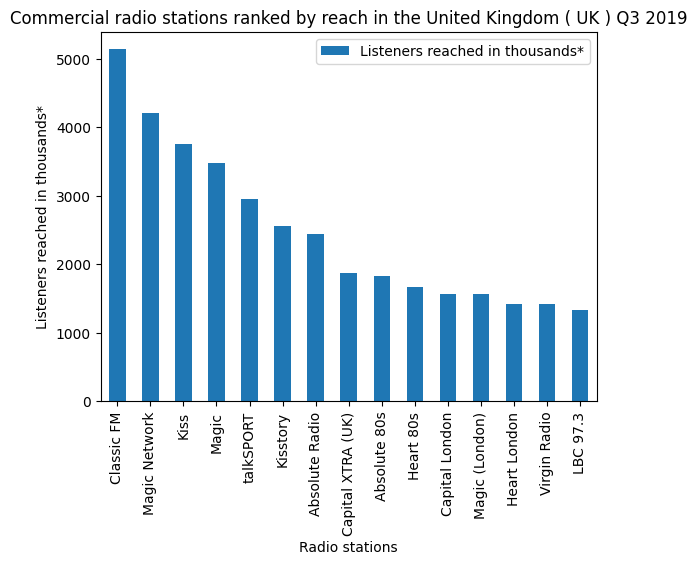 Commercial radio stations ranked by reach in the United Kingdom ( UK ) Q3 2019
Listeners reached in thousands*
Listeners reached in thousands*
5000
4000
3000
2000
1000
0
Classic FM
Magic Network
Kiss
Magic
talkSPORT
Kisstory
Absolute Radio
Capital XTRA (UK)
Absolute 80s
Heart 80s
Capital London
Magic (London)
Heart London
Virgin Radio
LBC 97.3
Radio stations